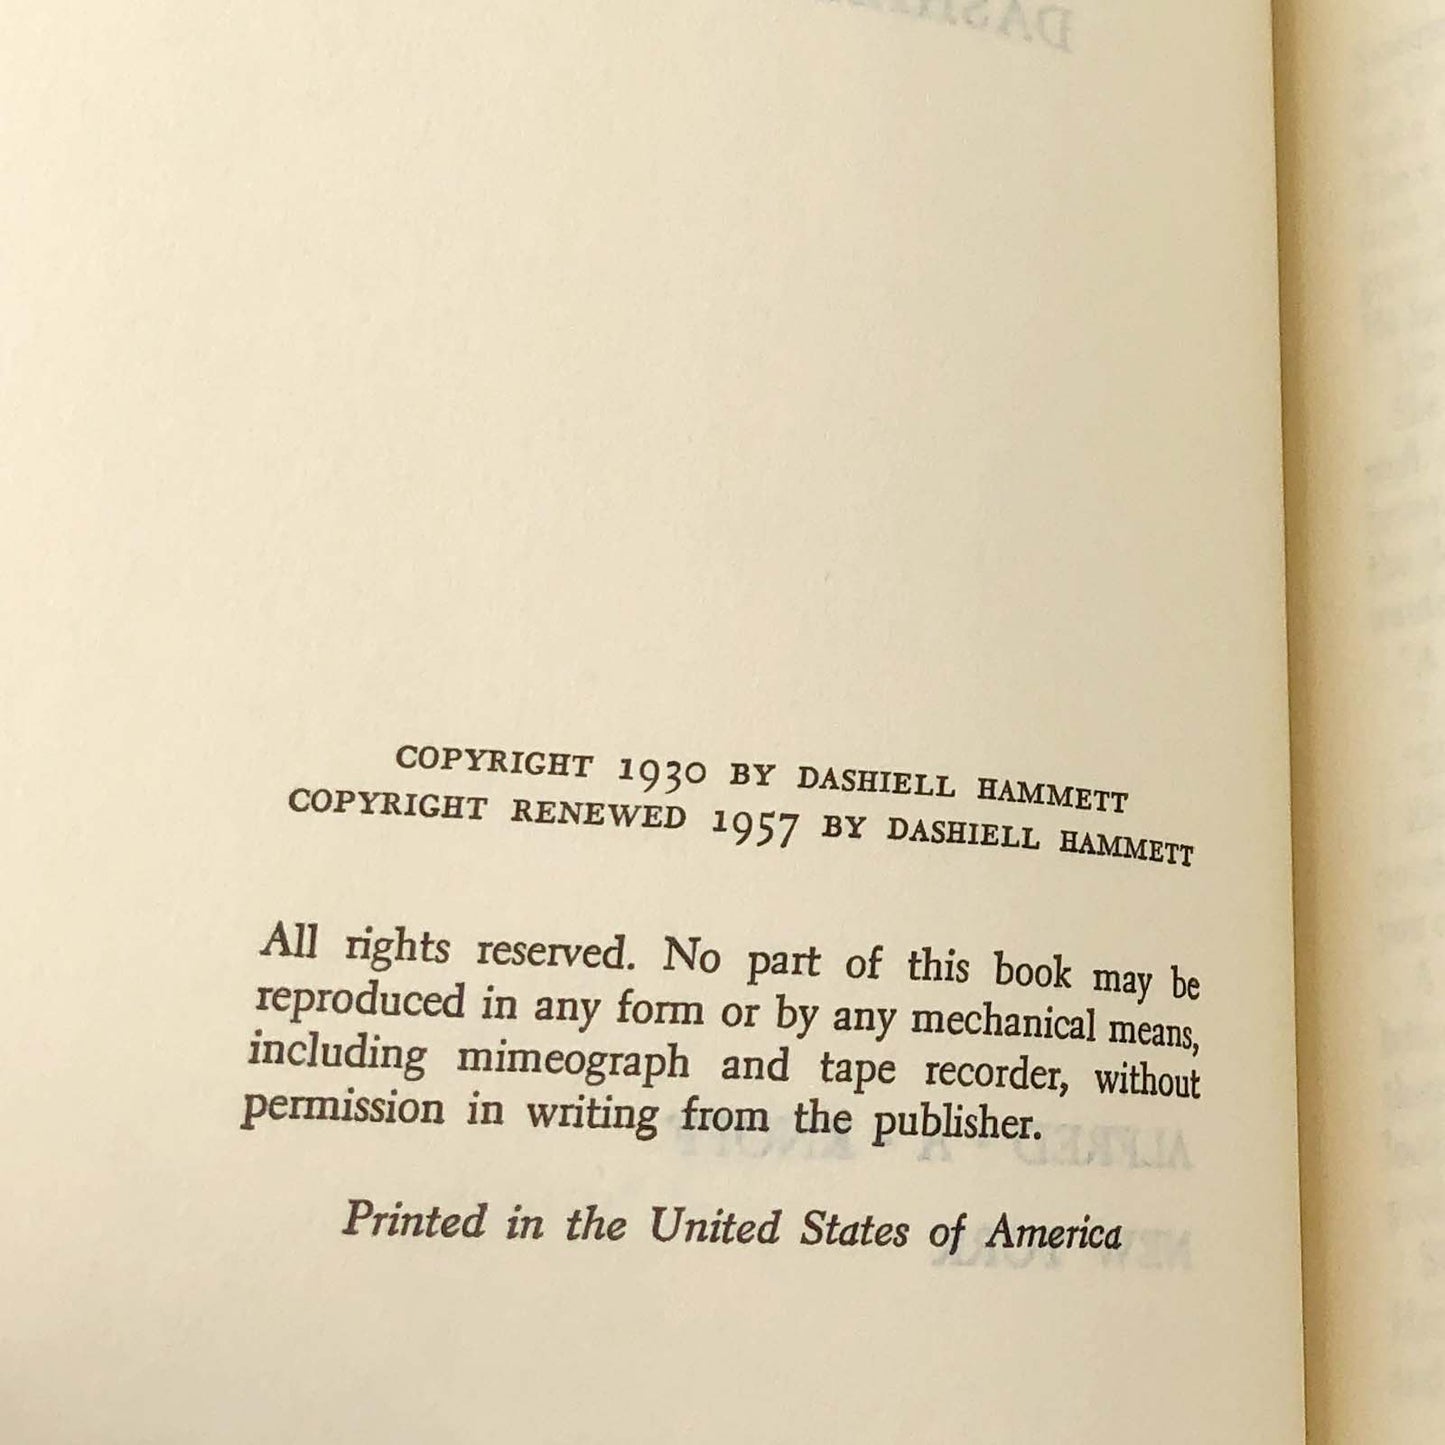 COPYRIGHT 1930 BY DASHIELL HAMMETT
COPYRIGHT RENEWED 1957 BY DASHIELL HAMMETT
All rights reserved. No part of this book may be
reproduced in any form or by any mechanical means,
including mimeograph and tape recorder, without
permission in writing from the publisher.
Printed in the United States of America